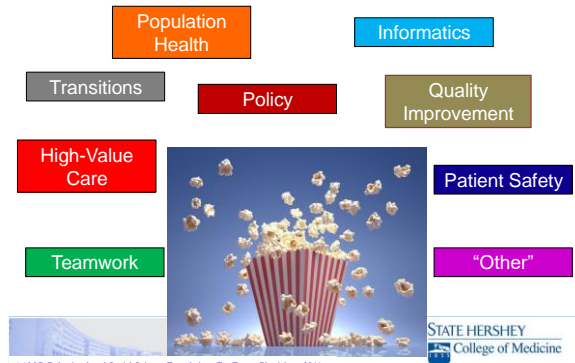 Population
Health
Informatics
Transitions
Policy
Quality
Improvement
High-Value
Care
Patient Safety
Teamwork
“Other”
STATE HERSHEY
College of Medicine